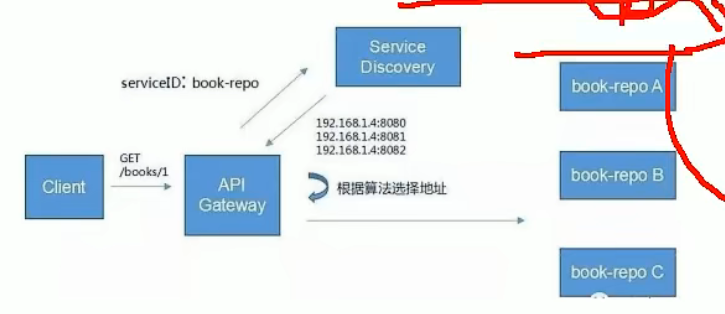 Service
Discovery
serviceID: book-repo
192.168.1.4:8080
192.168.1.4:8081
192.168.1.4:8082
book-repo A
GET
/books/1
Client
API
Gateway
根据算法选择地址
book-repo B
book-repo C